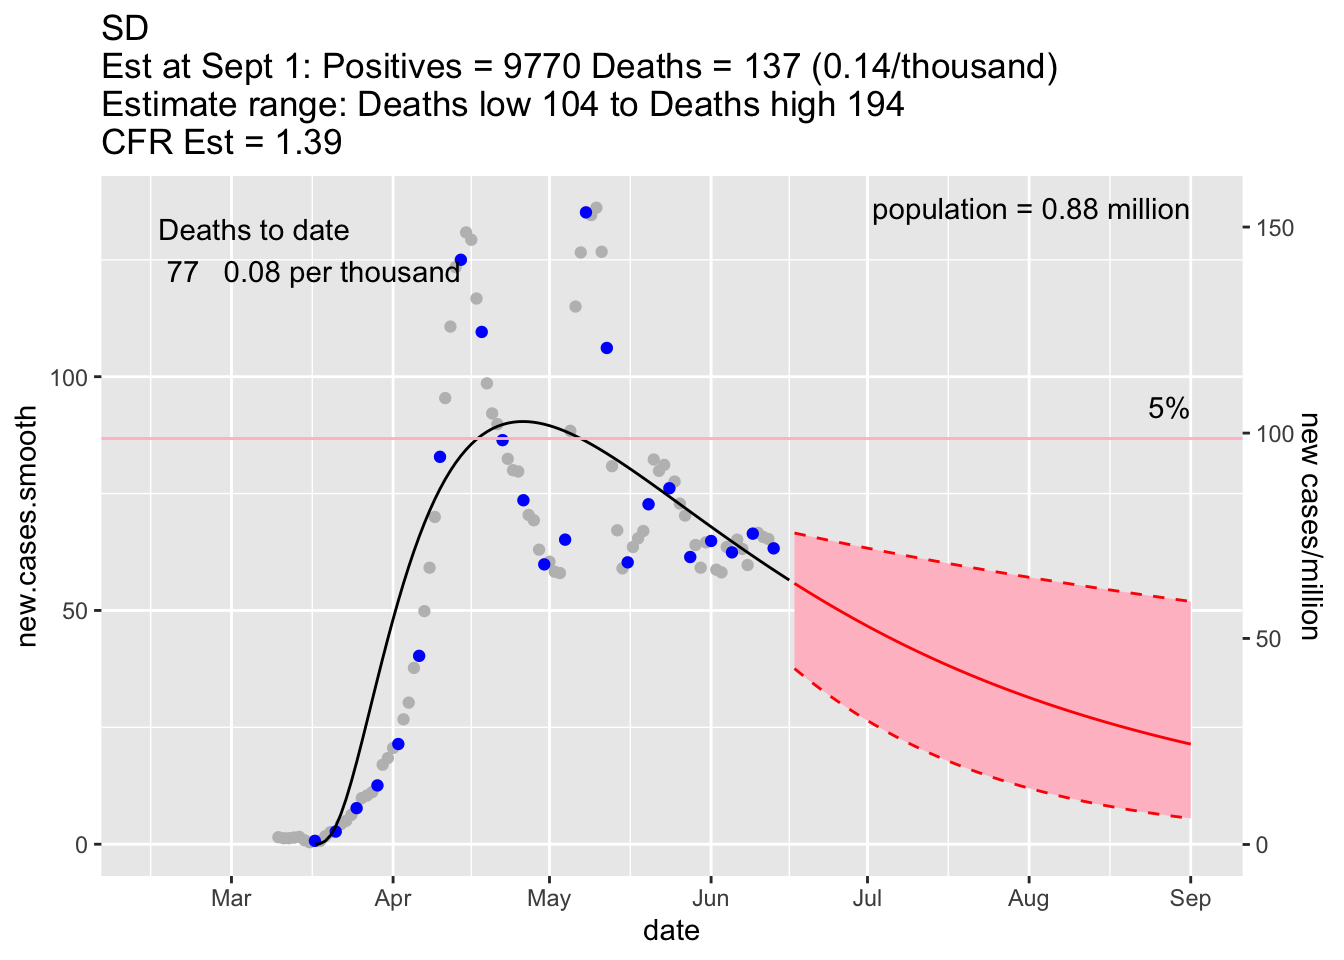 SD
Est at Sept 1: Positives = 9770 Deaths = 137 (0.14/thousand)
Estimate range: Deaths low 104 to Deaths high 194
CFR Est = 1.39
Deaths to date
77 0.08 per thousand
population = 0.88 million
5%
new.cases.smooth
100
50
0
150
100
50
0
new cases/million
Mar Apr May Jun Jul Aug Sep
date